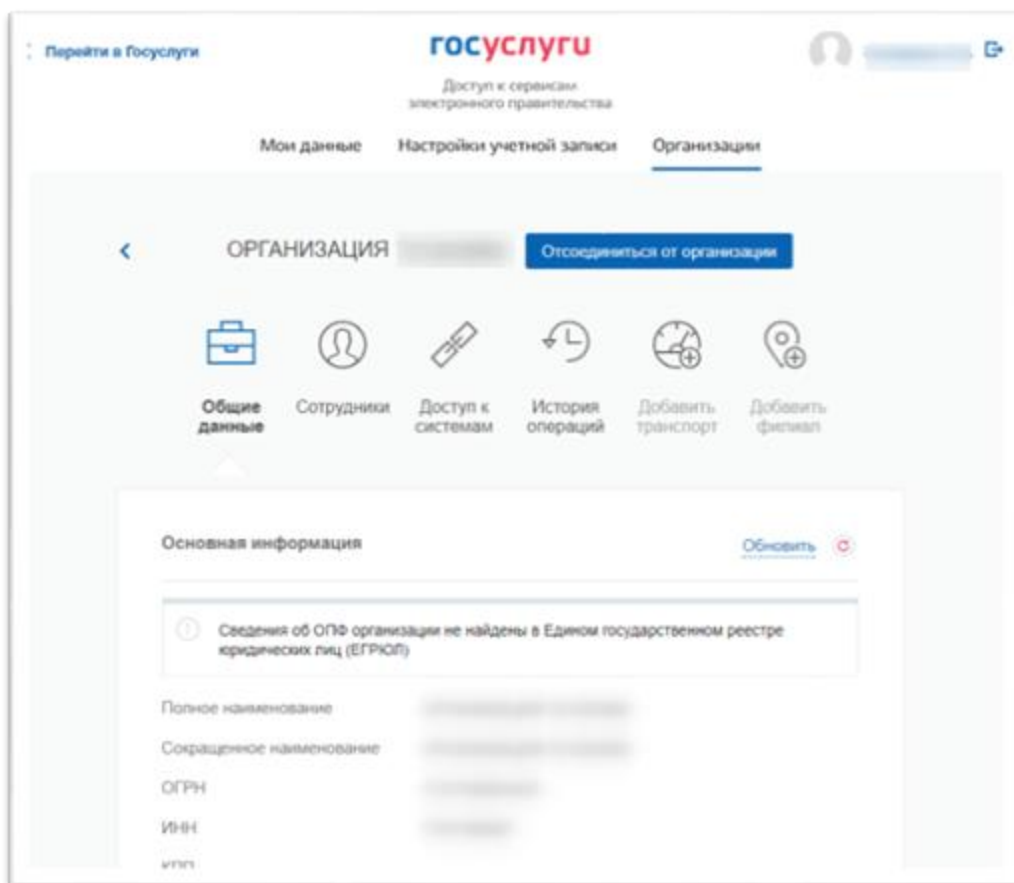 Перейти в Госуслуги
госуслуги
Доступ к сервисам
электронного правительства
Мои данные
Настройки учетной записи
Организации
ОРГАНИЗАЦИЯ
Отсоединиться от организации
Общие
данные
Сотрудники
Доступ к
системам
История
операций
Добавить
транспорт
Добавить
филиал
Основная информация
Обновить
Сведения об ОПФ организации не найдены в Едином государственном реестре
юридических лиц (ЕГРЮЛ)
Полное наименование
Сокращенное наименование
ОГРН
ИНН
КПП